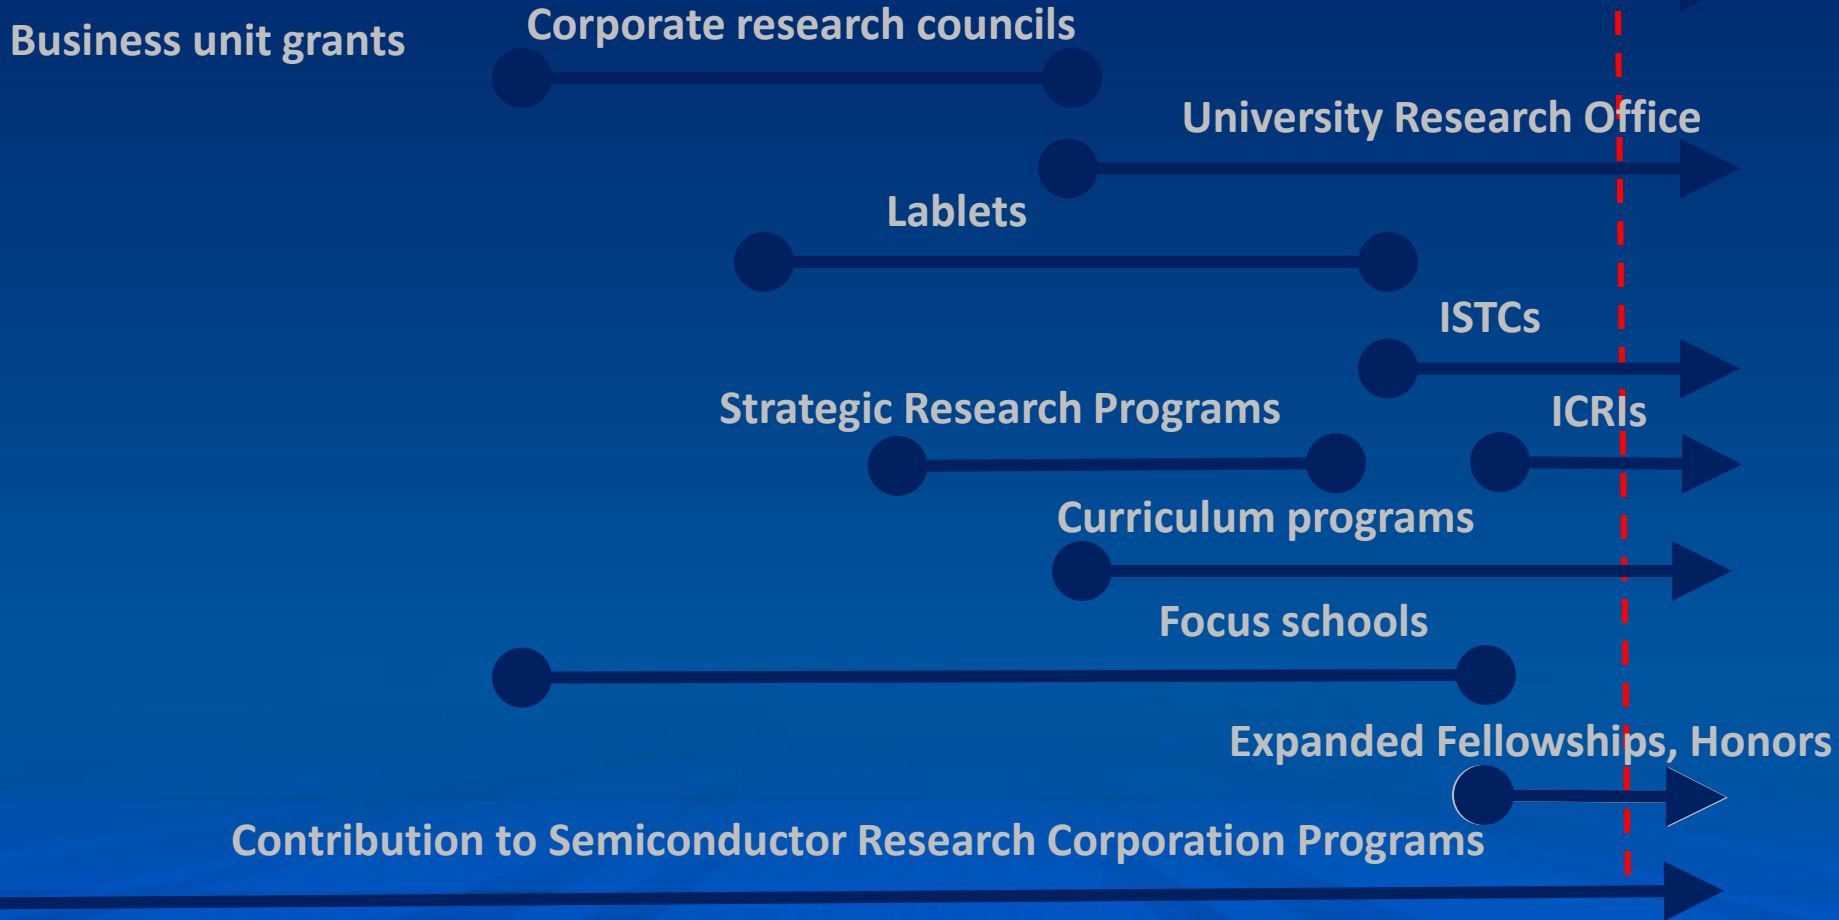 Business unit grants
Corporate research councils
University Research Office
Lablets
ISTCs
Strategic Research Programs
ICRIs
Curriculum programs
Focus schools
Expanded Fellowships, Honors
Contribution to Semiconductor Research Corporation Programs